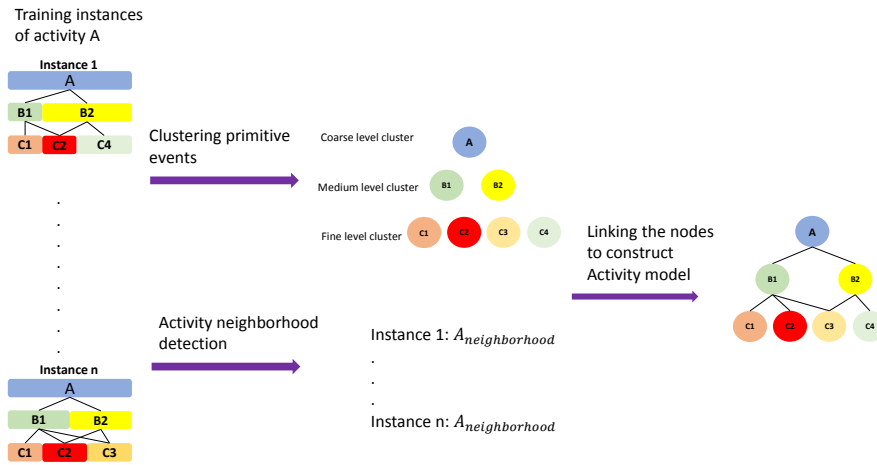 Training instances
of activity A
Instance 1
A
B1 B2
C1 C2 C4
.
.
.
.
.
.
.
.
Instance n
A
B1 B2
C1 C2 C3
Clustering primitive
events
Activity neighborhood
detection
Coarse level cluster A
Medium level cluster B1 B2
Fine level cluster C1 C2 C3 C4
Instance 1: A_neighborhood
.
.
.
Instance n: A_neighborhood
Linking the nodes
to construct
Activity model
A
B1 B2
C1 C2 C3 C4